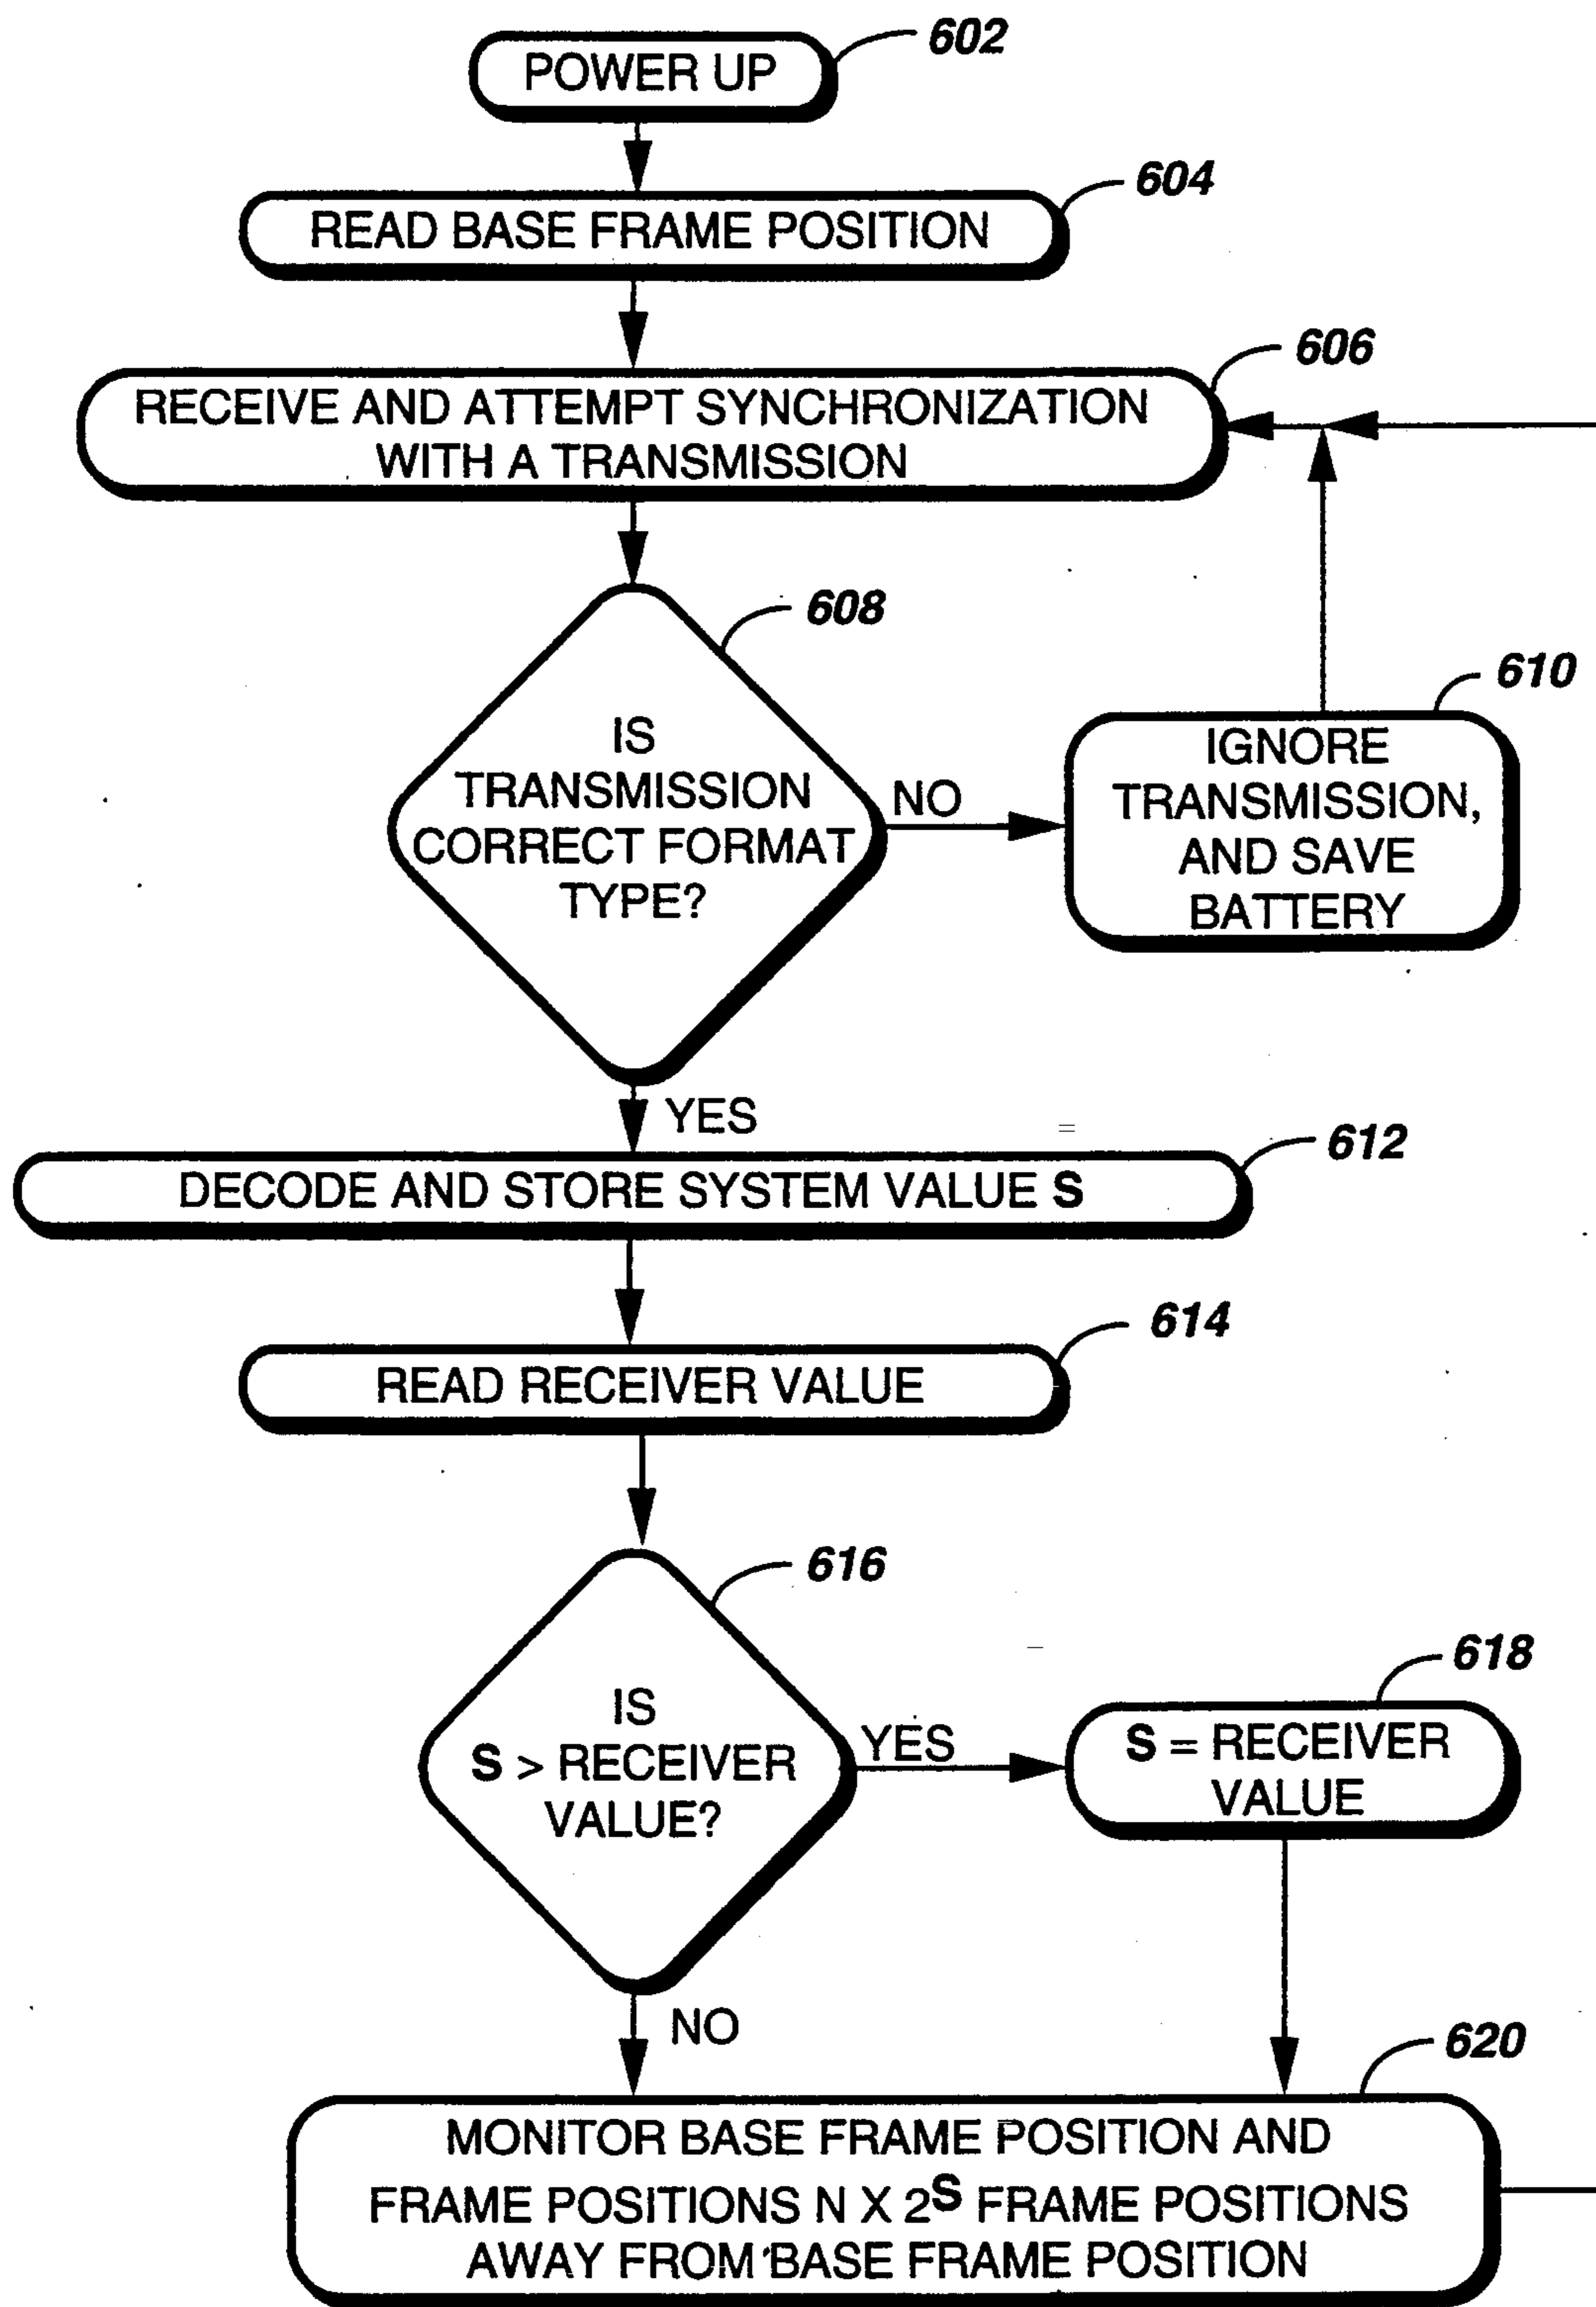 POWER UP
602
READ BASE FRAME POSITION
604
RECEIVE AND ATTEMPT SYNCHRONIZATION
WITH A TRANSMISSION
606
608
IS
TRANSMISSION
CORRECT FORMAT
TYPE?
NO
610
IGNORE
TRANSMISSION,
AND SAVE
BATTERY
YES
612
DECODE AND STORE SYSTEM VALUE S
614
READ RECEIVER VALUE
616
IS
S > RECEIVER
VALUE?
YES
618
S = RECEIVER
VALUE
NO
620
MONITOR BASE FRAME POSITION AND
FRAME POSITIONS N X 2^S FRAME POSITIONS
AWAY FROM BASE FRAME POSITION